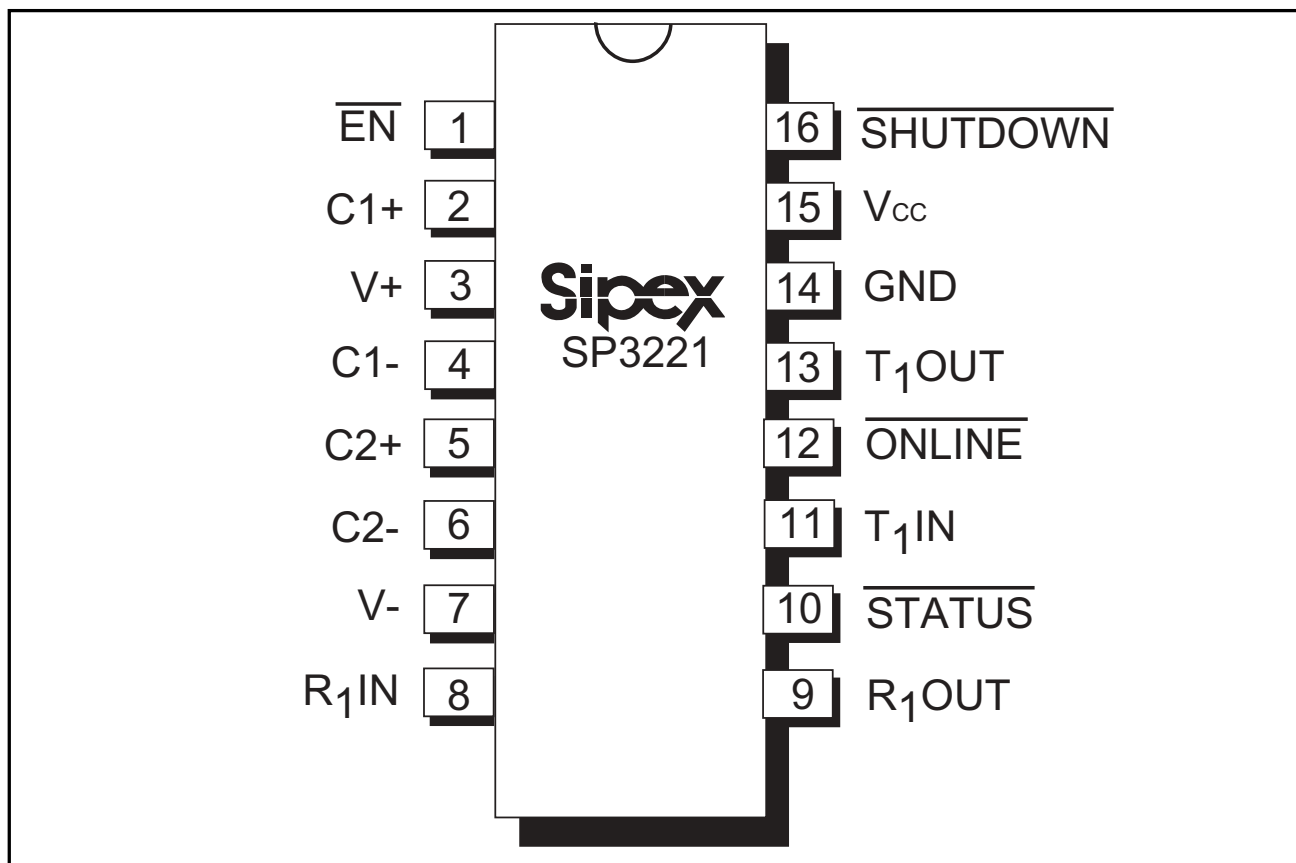 EN 1 16 SHUTDOWN
C1+ 2 15 VCC
V+ 3 14 GND
Sipex
SP3221
C1- 4 13 T1OUT
C2+ 5 12 ONLINE
C2- 6 11 T1IN
V- 7 10 STATUS
R1IN 8 9 R1OUT